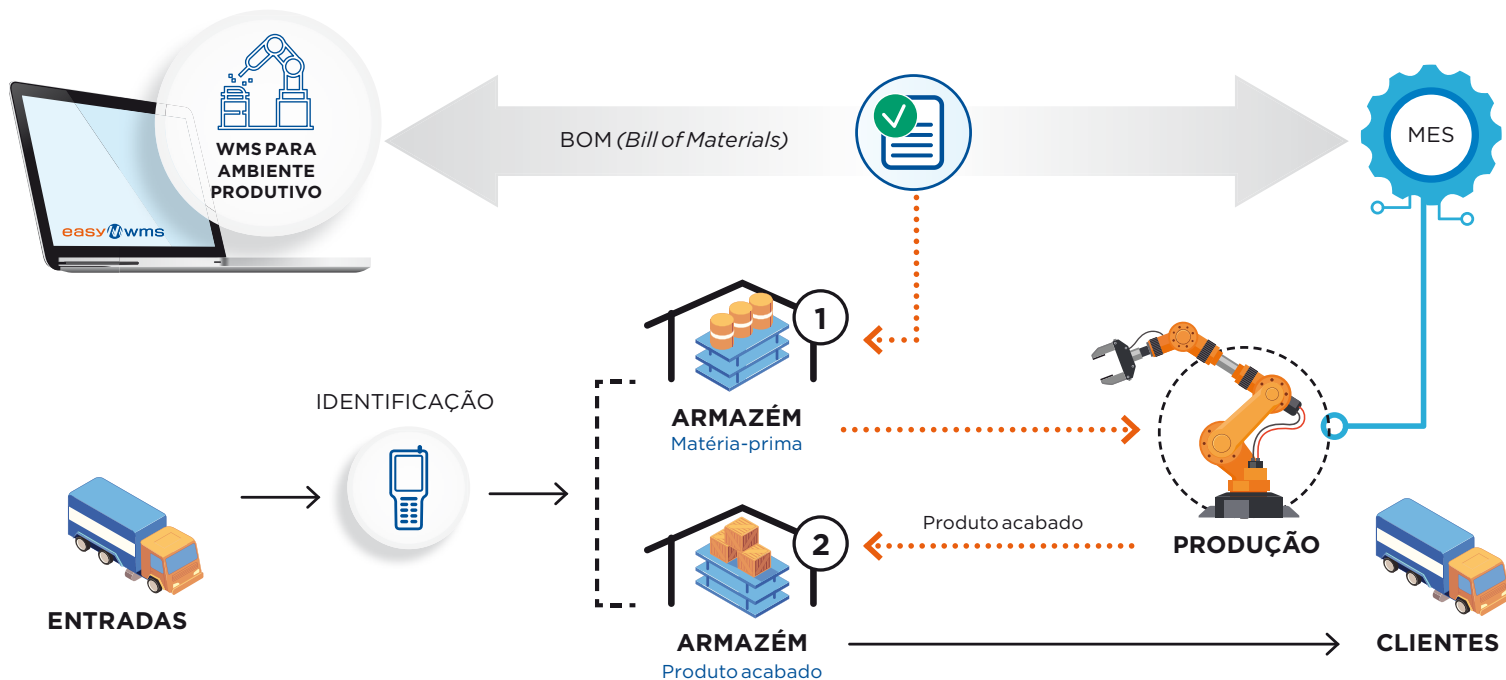 WMS PARA
AMBIENTE
PRODUTIVO
easy wms
BOM (Bill of Materials)
MES
1
IDENTIFICAÇÃO
ARMAZÉM
Matéria-prima
2
Produto acabado
PRODUÇÃO
ENTRADAS
ARMAZÉM
Produto acabado
CLIENTES